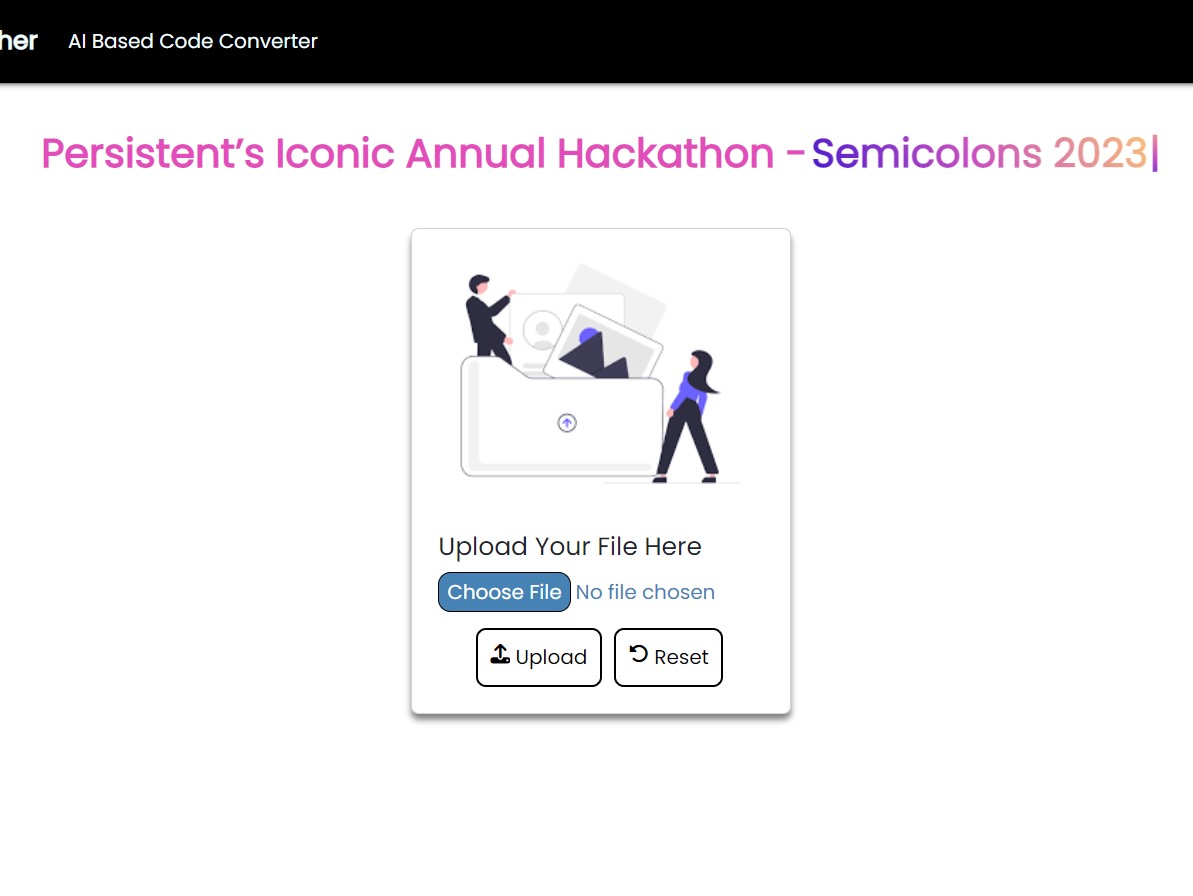 her AI Based Code Converter
Persistent’s Iconic Annual Hackathon - Semicolons 2023|
Upload Your File Here
Choose File No file chosen
Upload Reset